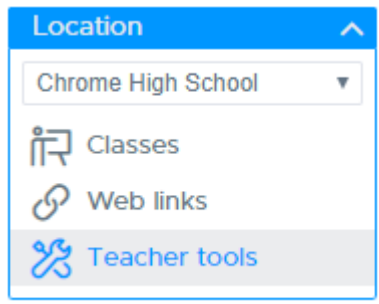 Location
Chrome High School
Classes
Web links
Teacher tools